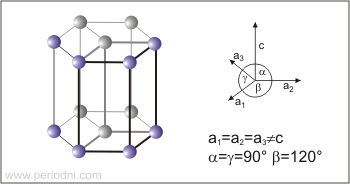 c
a₃
α
γ
β
a₁
a₂
a₁=a₂=a₃≠c
α=γ=90° β=120°
www.periodni.com